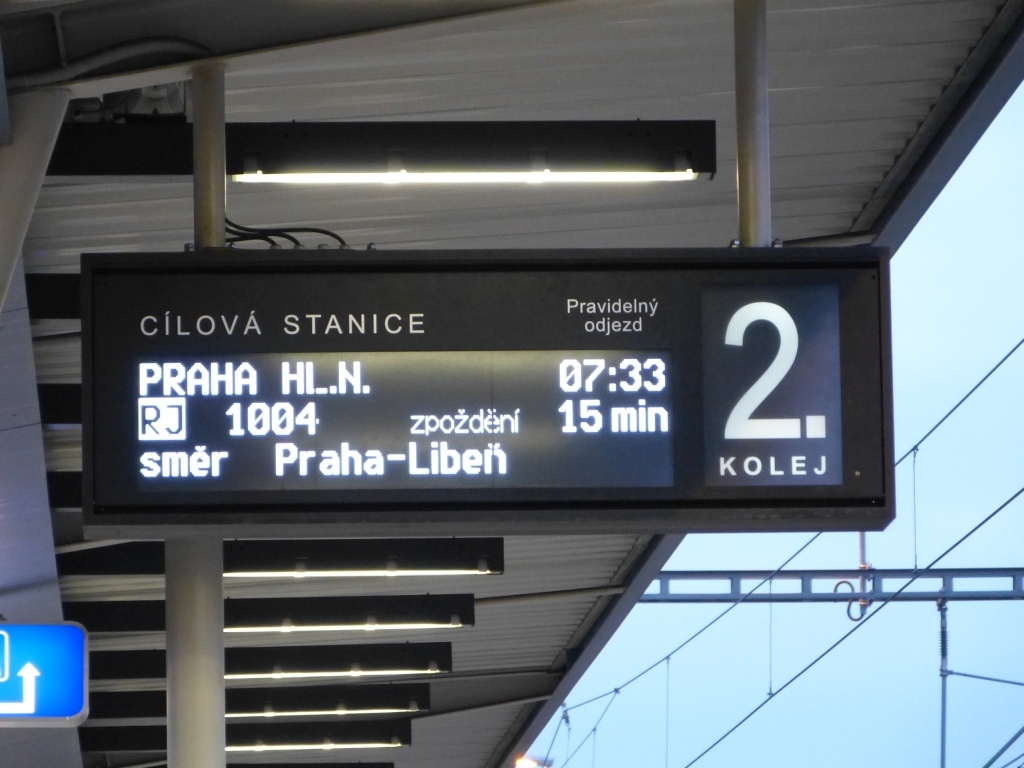 CÍLOVÁ STANICE
Pravidelný
odjezd
PRAHA HL.N. 07:33
RJ 1004 zpoždění 15 min
směr Praha-Libeň
2.
KOLEJ